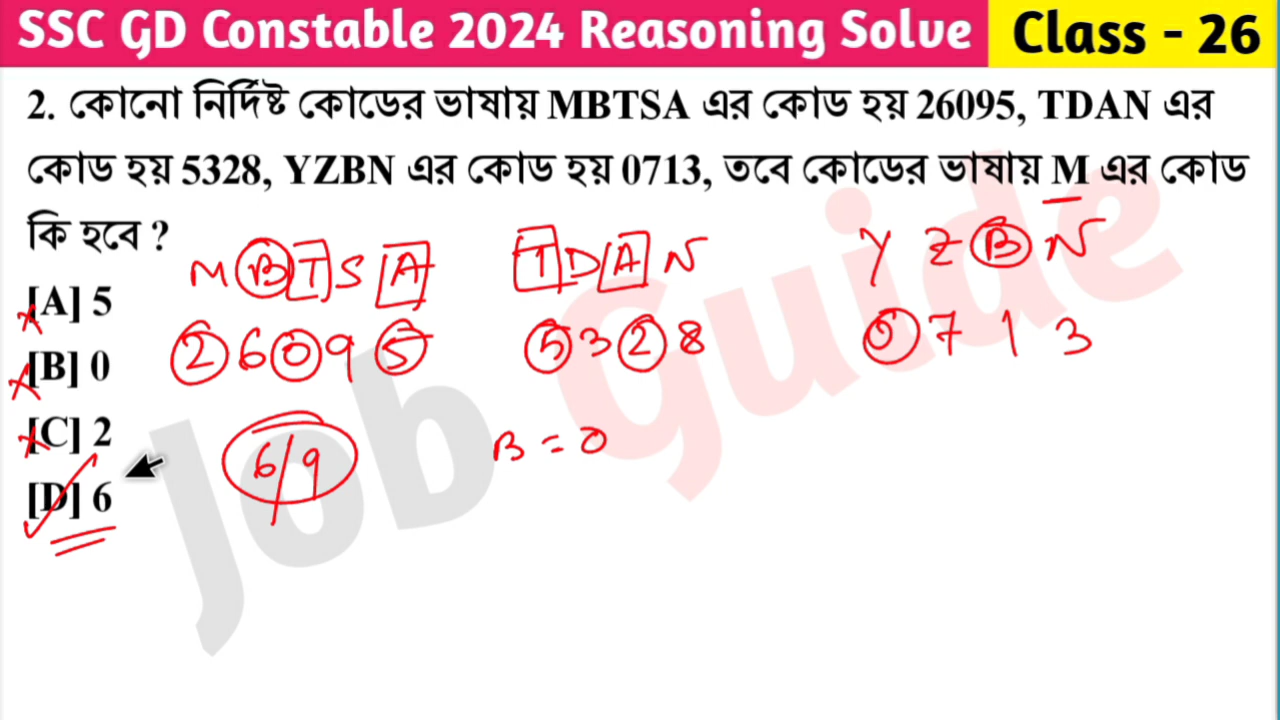 SSC GD Constable 2024 Reasoning Solve Class - 26
2. কোনো নির্দিষ্ট কোডের ভাষায় MBTSA এর কোড হয় 26095, TDAN এর
কোড হয় 5328, YZBN এর কোড হয় 0713, তবে কোডের ভাষায় M এর কোড
কি হবে ?
M B T S A T D A N Y Z B N
[A] 5
2 6 0 9 5 5 3 2 8 0 7 1 3
[B] 0
[C] 2
6/9 B = 0
[D] 6
Job Guide